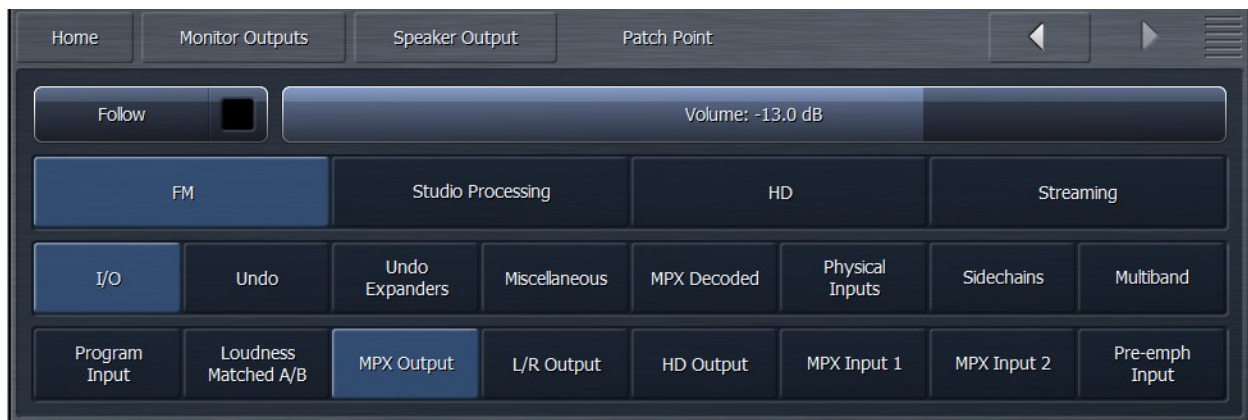 Home Monitor Outputs Speaker Output Patch Point
Follow Volume: -13.0 dB
FM Studio Processing HD Streaming
I/O Undo Undo Expanders Miscellaneous MPX Decoded Physical Inputs Sidechains Multiband
Program Input Loudness Matched A/B MPX Output L/R Output HD Output MPX Input 1 MPX Input 2 Pre-emph Input